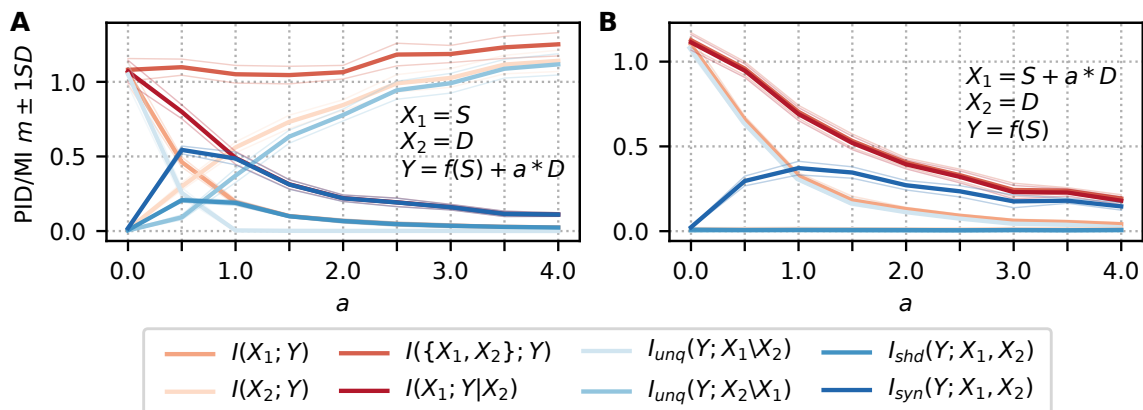 A
B
PID/MI m ± 1SD
1.0
0.5
0.0
X₁ = S
X₂ = D
Y = f(S) + a * D
0.0 1.0 2.0 3.0 4.0
a
1.0
0.5
0.0
X₁ = S + a * D
X₂ = D
Y = f(S)
0.0 1.0 2.0 3.0 4.0
a
I(X₁; Y) I({X₁, X₂}; Y) I_unq(Y; X₁\X₂) I_shd(Y; X₁, X₂)
I(X₂; Y) I(X₁; Y|X₂) I_unq(Y; X₂\X₁) I_syn(Y; X₁, X₂)